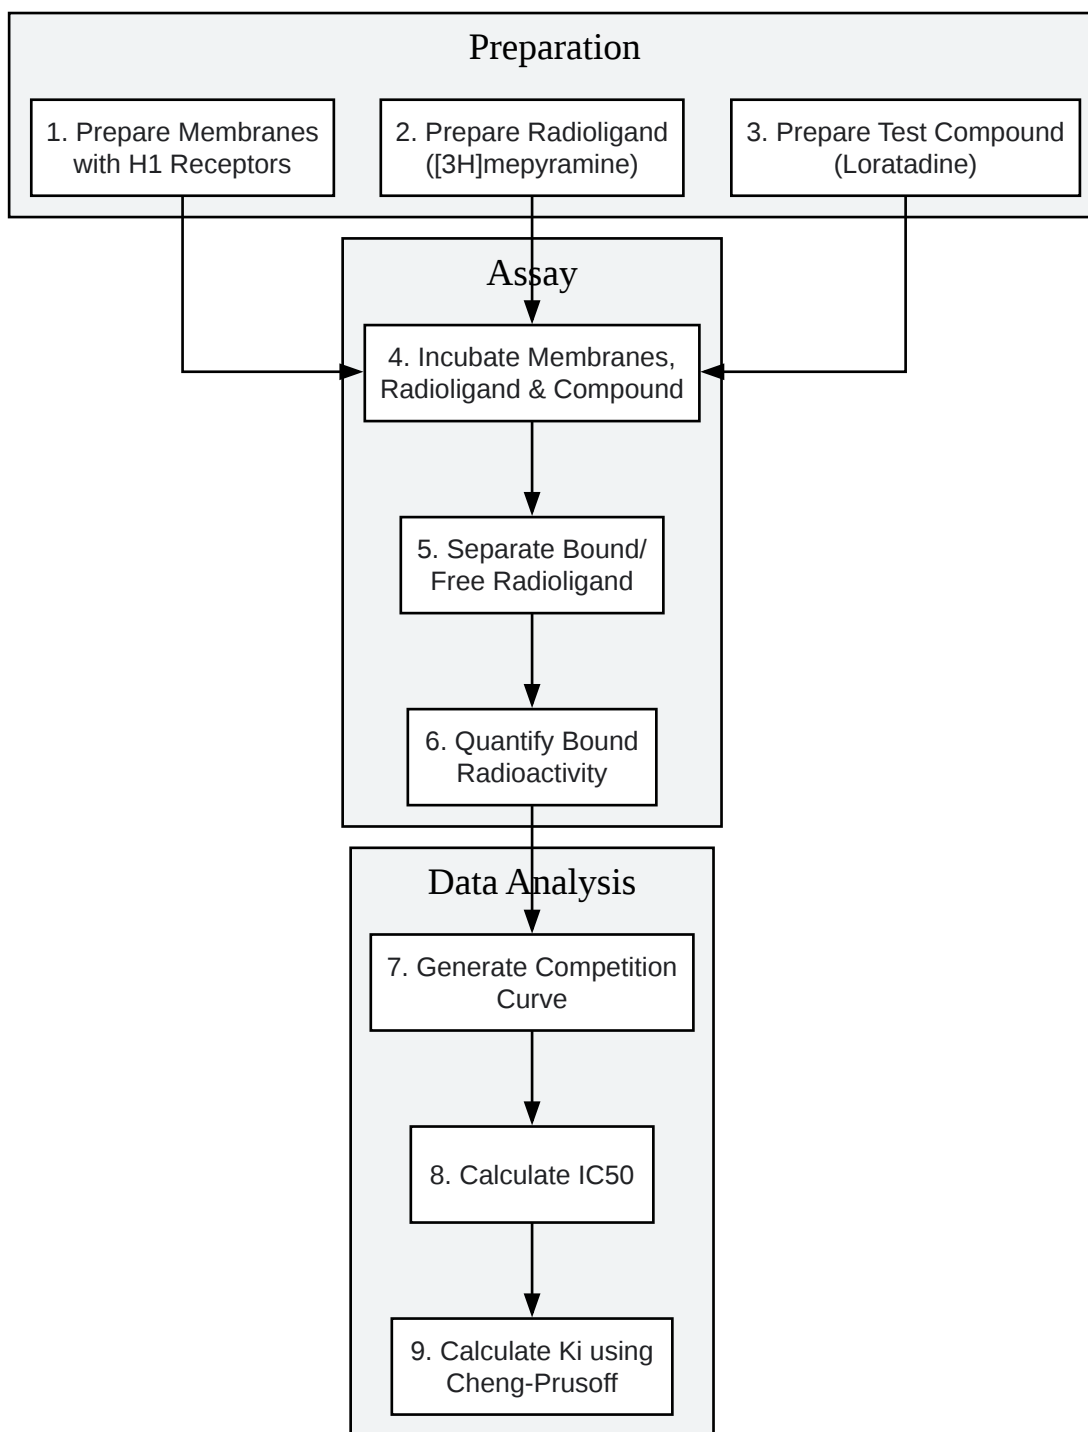 Preparation
1. Prepare Membranes
with H1 Receptors
2. Prepare Radioligand
([3H]mepyramine)
3. Prepare Test Compound
(Loratadine)
Assay
4. Incubate Membranes,
Radioligand & Compound
5. Separate Bound/
Free Radioligand
6. Quantify Bound
Radioactivity
Data Analysis
7. Generate Competition
Curve
8. Calculate IC50
9. Calculate Ki using
Cheng-Prusoff